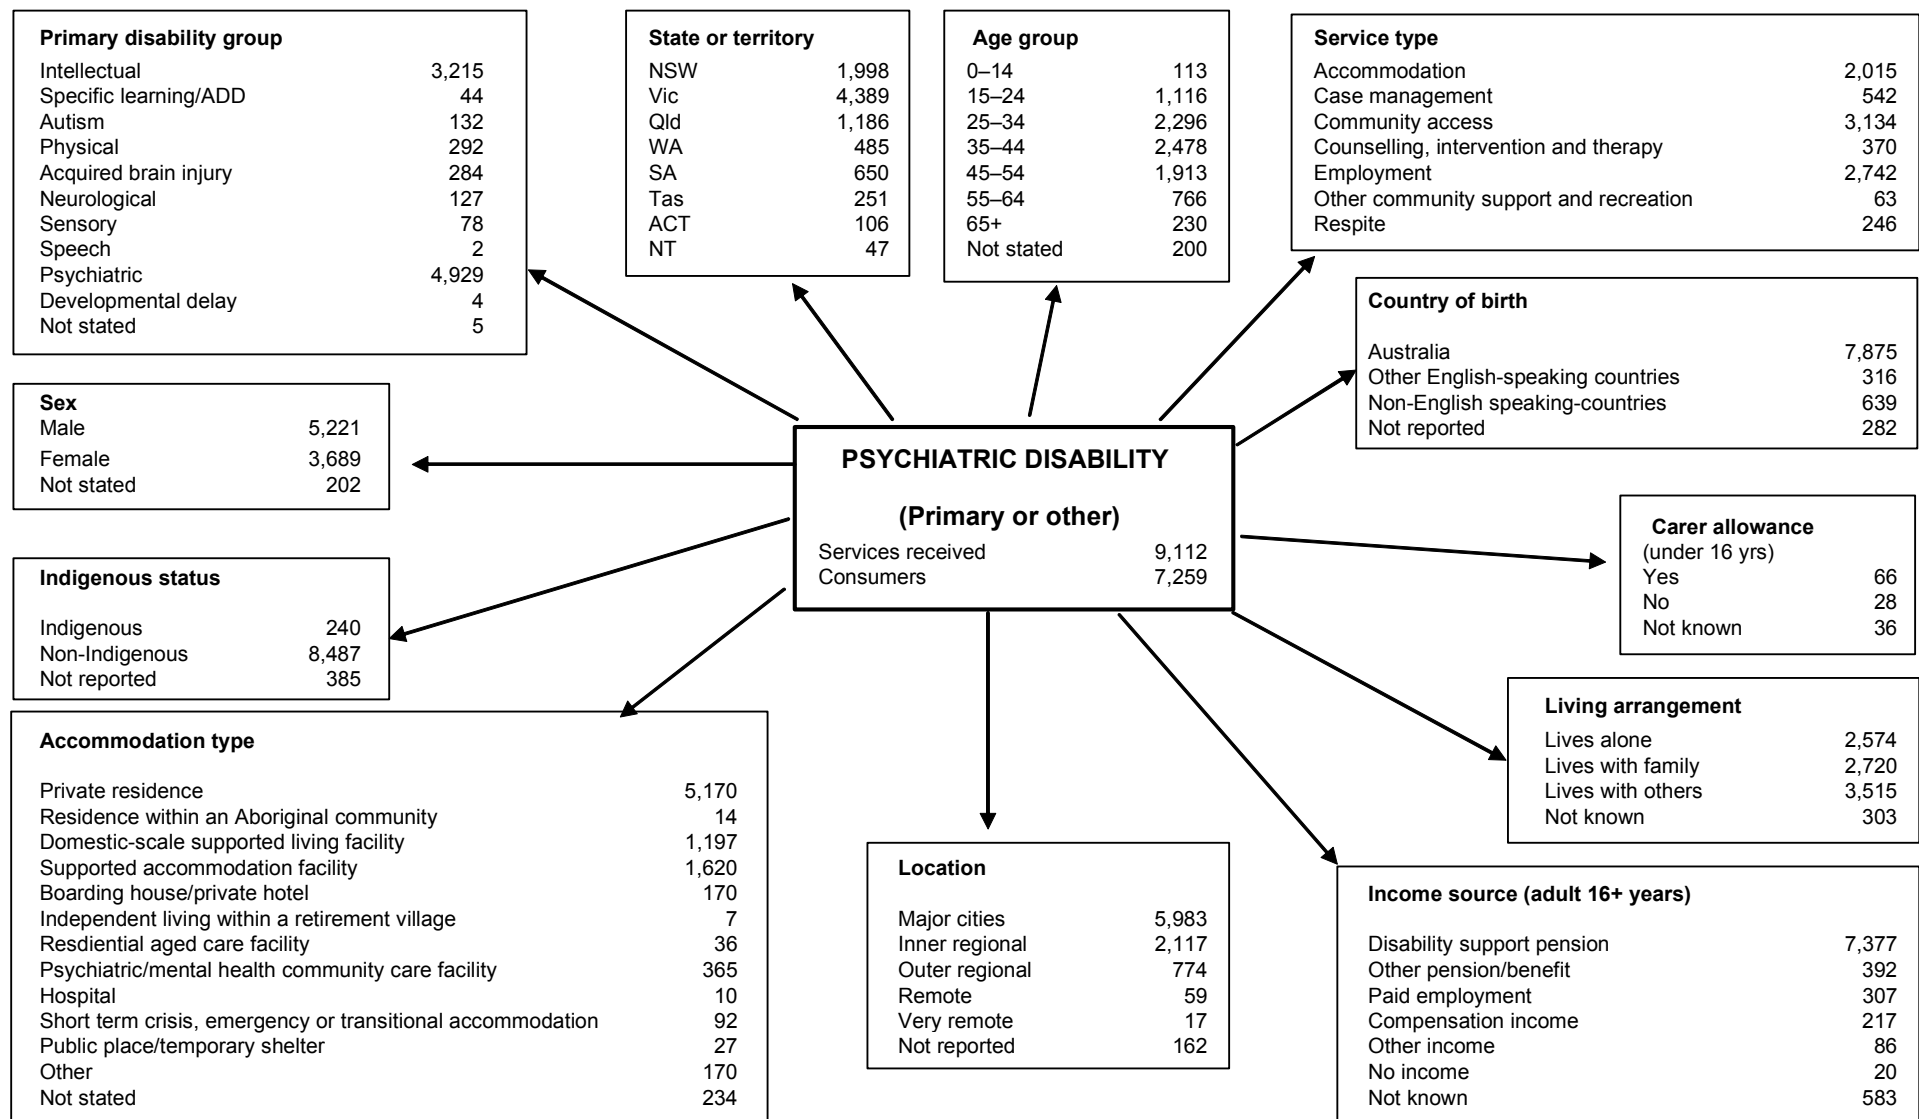 Primary disability group
Intellectual 3,215
Specific learning/ADD 44
Autism 132
Physical 292
Acquired brain injury 284
Neurological 127
Sensory 78
Speech 2
Psychiatric 4,929
Developmental delay 4
Not stated 5
State or territory
NSW 1,998
Vic 4,389
Qld 1,186
WA 485
SA 650
Tas 251
ACT 106
NT 47
Age group
0–14 113
15–24 1,116
25–34 2,296
35–44 2,478
45–54 1,913
55–64 766
65+ 230
Not stated 200
Service type
Accommodation 2,015
Case management 542
Community access 3,134
Counselling, intervention and therapy 370
Employment 2,742
Other community support and recreation 63
Respite 246
Country of birth
Australia 7,875
Other English-speaking countries 316
Non-English speaking-countries 639
Not reported 282
Sex
Male 5,221
Female 3,689
Not stated 202
PSYCHIATRIC DISABILITY
(Primary or other)
Services received 9,112
Consumers 7,259
Carer allowance
(under 16 yrs)
Yes 66
No 28
Not known 36
Indigenous status
Indigenous 240
Non-Indigenous 8,487
Not reported 385
Living arrangement
Lives alone 2,574
Lives with family 2,720
Lives with others 3,515
Not known 303
Accommodation type
Private residence 5,170
Residence within an Aboriginal community 14
Domestic-scale supported living facility 1,197
Supported accommodation facility 1,620
Boarding house/private hotel 170
Independent living within a retirement village 7
Resdiential aged care facility 36
Psychiatric/mental health community care facility 365
Hospital 10
Short term crisis, emergency or transitional accommodation 92
Public place/temporary shelter 27
Other 170
Not stated 234
Location
Major cities 5,983
Inner regional 2,117
Outer regional 774
Remote 59
Very remote 17
Not reported 162
Income source (adult 16+ years)
Disability support pension 7,377
Other pension/benefit 392
Paid employment 307
Compensation income 217
Other income 86
No income 20
Not known 583